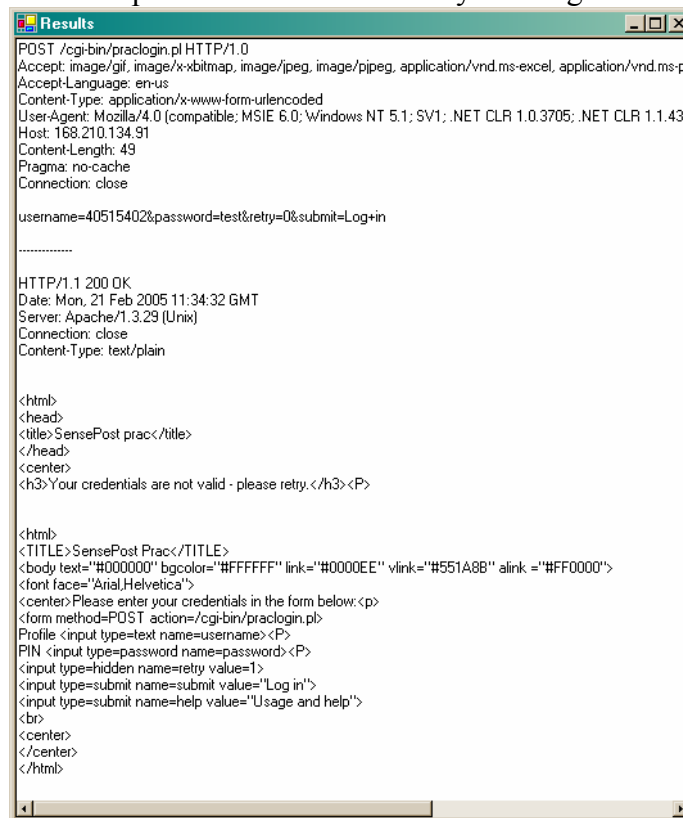 Results
POST /cgi-bin/praclogin.pl HTTP/1.0
Accept: image/gif, image/x-xbitmap, image/jpeg, image/pjpeg, application/vnd.ms-excel, application/vnd.ms-p
Accept-Language: en-us
Content-Type: application/x-www-form-urlencoded
User-Agent: Mozilla/4.0 (compatible; MSIE 6.0; Windows NT 5.1; SV1; .NET CLR 1.0.3705; .NET CLR 1.1.43
Host: 168.210.134.91
Content-Length: 49
Pragma: no-cache
Connection: close
username=40515402&password=test&retry=0&submit=Log+in
--------------
HTTP/1.1 200 OK
Date: Mon, 21 Feb 2005 11:34:32 GMT
Server: Apache/1.3.29 (Unix)
Connection: close
Content-Type: text/plain
<html>
<head>
<title>SensePost prac</title>
</head>
<center>
<h3>Your credentials are not valid - please retry.</h3><P>
<html>
<TITLE>SensePost Prac</TITLE>
<body text="#000000" bgcolor="#FFFFFF" link="#0000EE" vlink="#551A8B" alink ="#FF0000">
<font face="Arial,Helvetica">
<center>Please enter your credentials in the form below:<p>
<form method=POST action=/cgi-bin/praclogin.pl>
Profile <input type=text name=username><P>
PIN <input type=password name=password><P>
<input type=hidden name=retry value=1>
<input type=submit name=submit value="Log in">
<input type=submit name=help value="Usage and help">
<br>
<center>
</center>
</html>